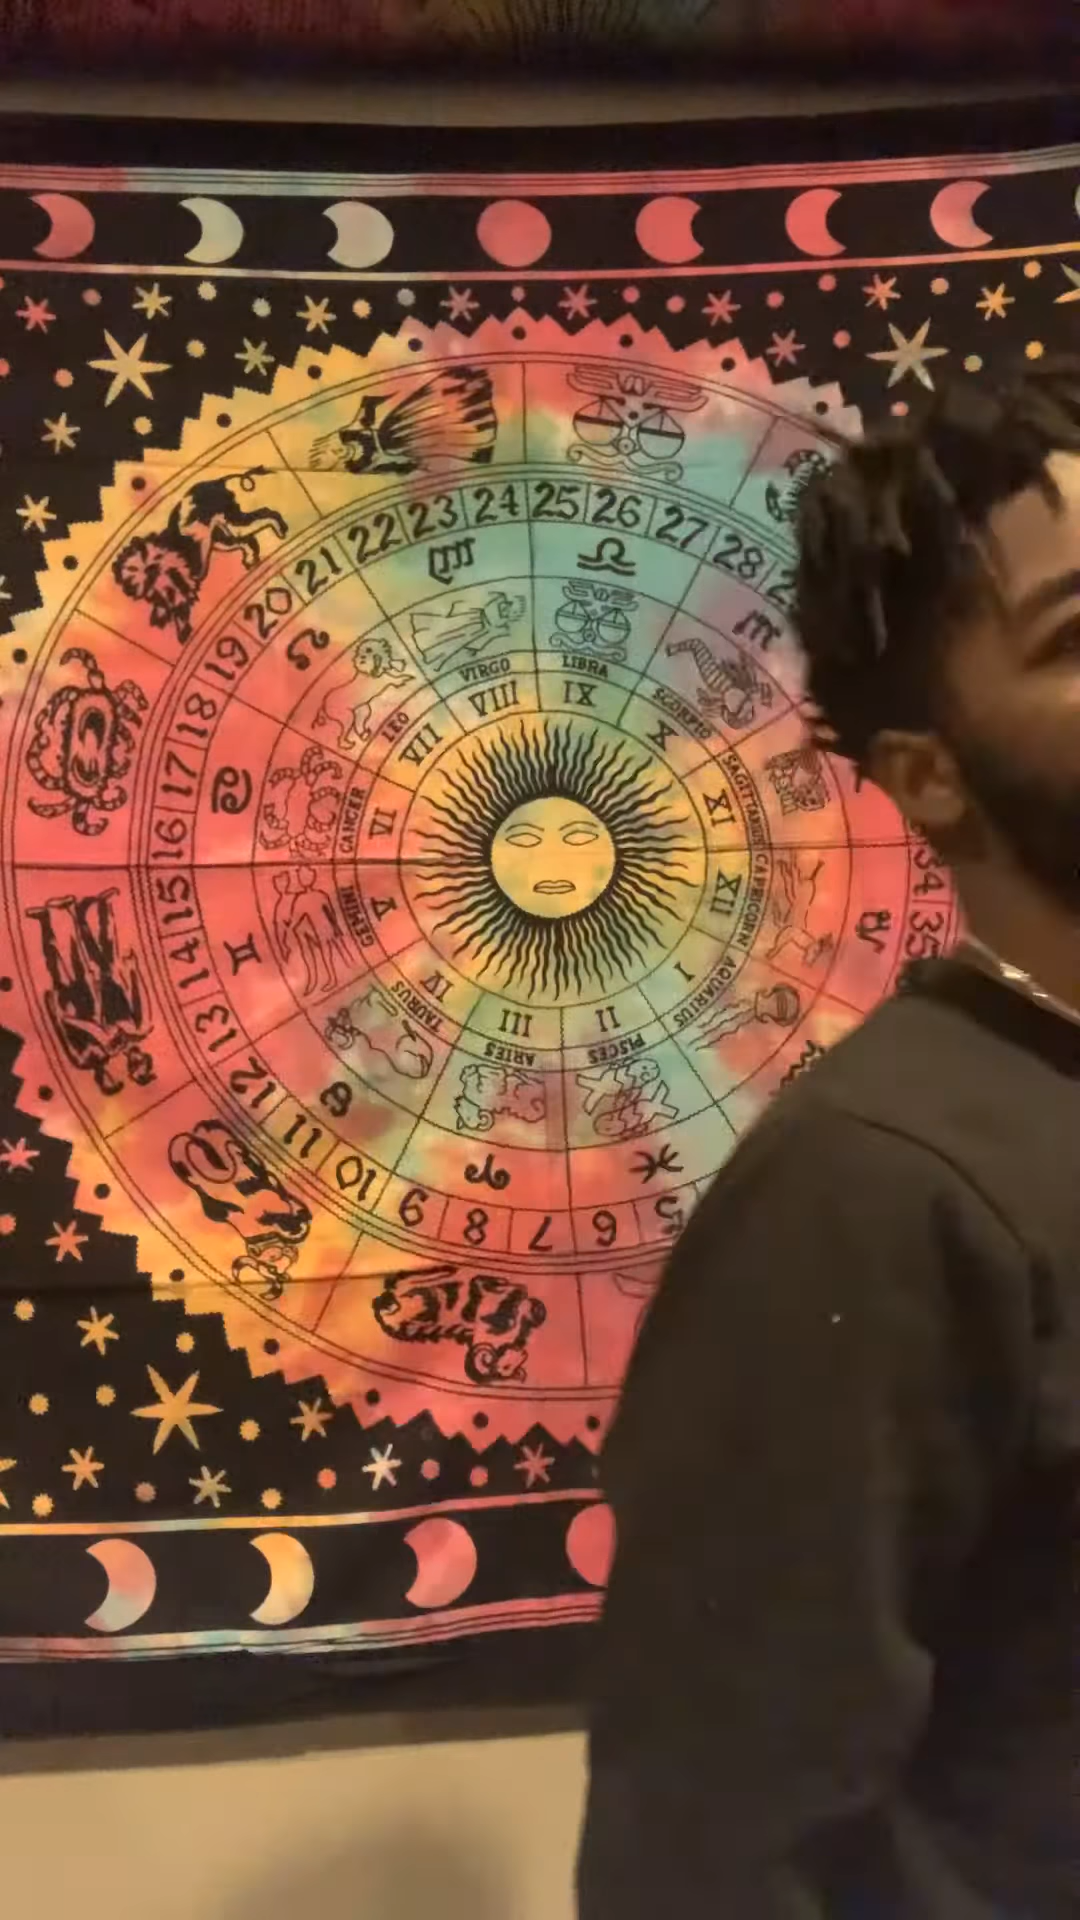 20 21 22 23 24 25 26 27 28
19
18
17
16
15
14
13
12
11
10
9
8
7
6
5
34
35
VIRGO
LIBRA
SCORPIO
SAGITTARIUS
CAPRICORN
AQUARIUS
PISCES
ARIES
TAURUS
GEMINI
CANCER
LEO
VIII
IX
X
XI
XII
I
II
III
IV
V
VI
VII